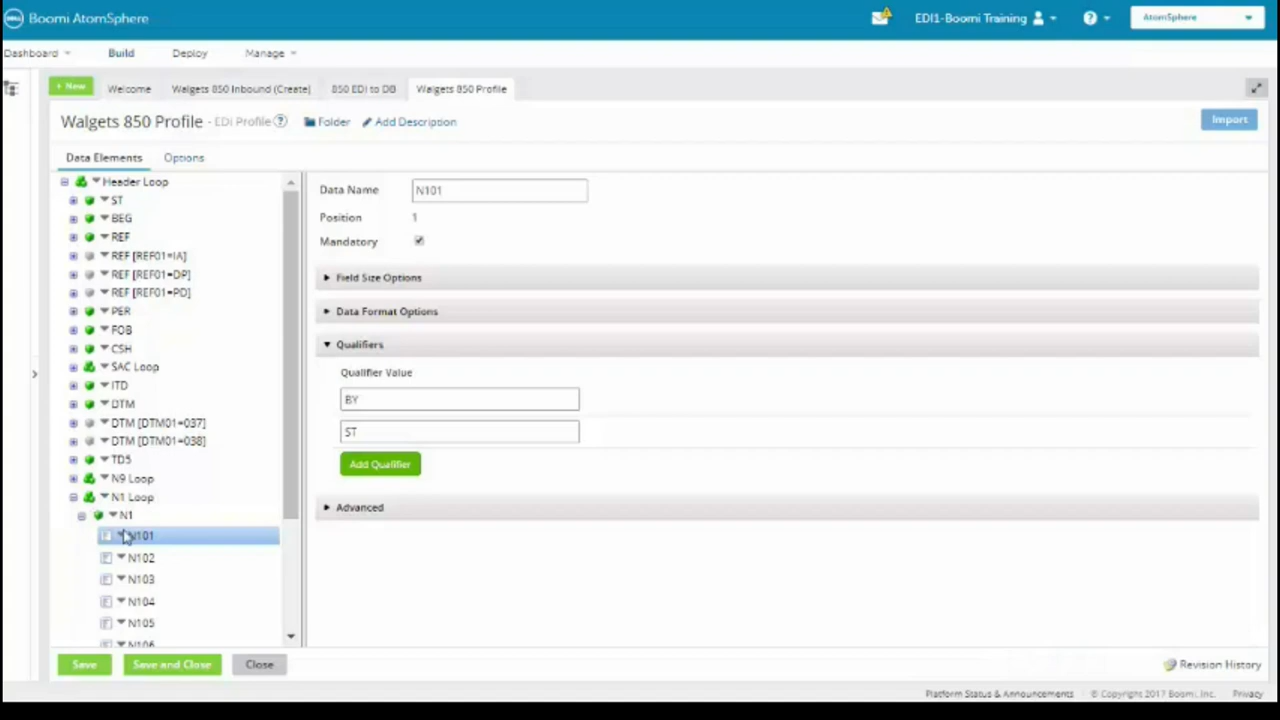 DELL Boomi AtomSphere
EDI1-Boomi Training
AtomSphere
Dashboard Build Deploy Manage
+ New Welcome Walgets 850 Inbound (Create) 850 EDI to DB Walgets 850 Profile
Walgets 850 Profile - EDI Profile Folder Add Description Import
Data Elements Options
Header Loop
ST
BEG
REF
REF [REF01=IA]
REF [REF01=DP]
REF [REF01=PD]
PER
FOB
CSH
SAC Loop
ITD
DTM
DTM [DTM01=037]
DTM [DTM01=038]
TD5
N9 Loop
N1 Loop
N1
N101
N102
N103
N104
N105
N106
Data Name N101
Position 1
Mandatory
Field Size Options
Data Format Options
Qualifiers
Qualifier Value
BY
ST
Add Qualifier
Advanced
Save Save and Close Close Revision History
Platform Status & Announcements © Copyright 2017 Boomi, Inc. Privacy